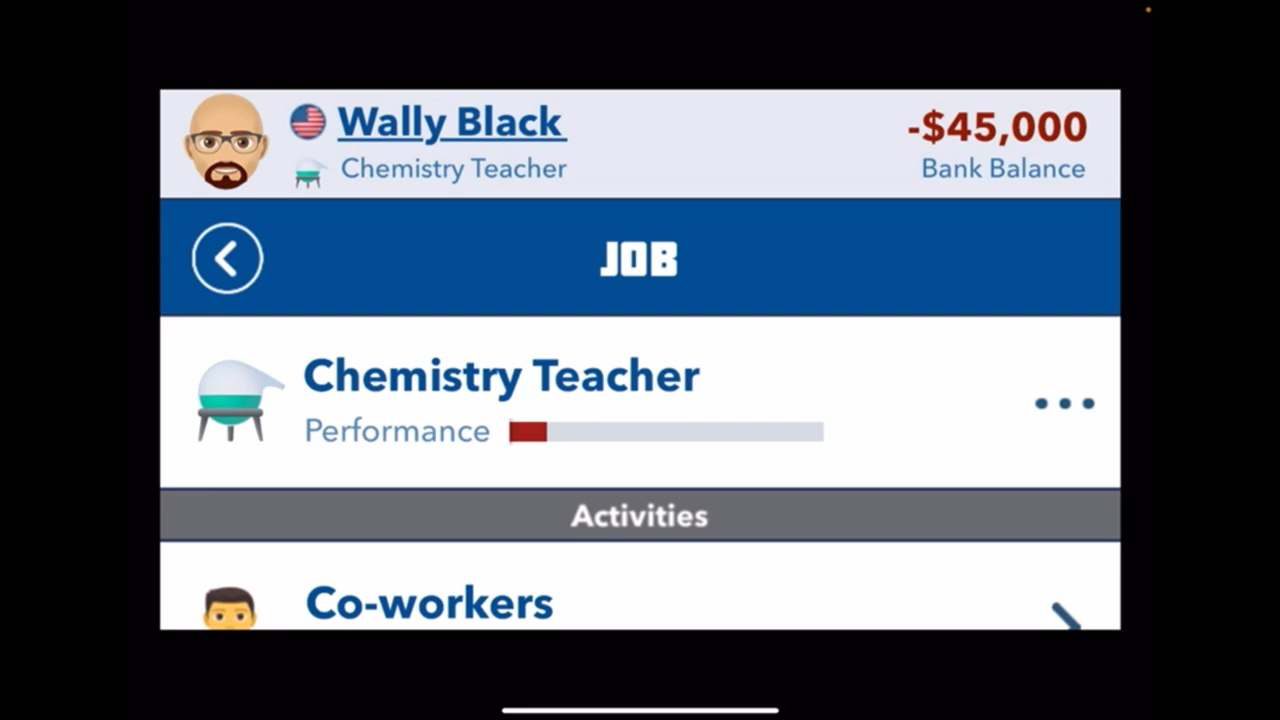 Wally Black
-$45,000
Chemistry Teacher
Bank Balance
JOB
Chemistry Teacher
Performance
Activities
Co-workers